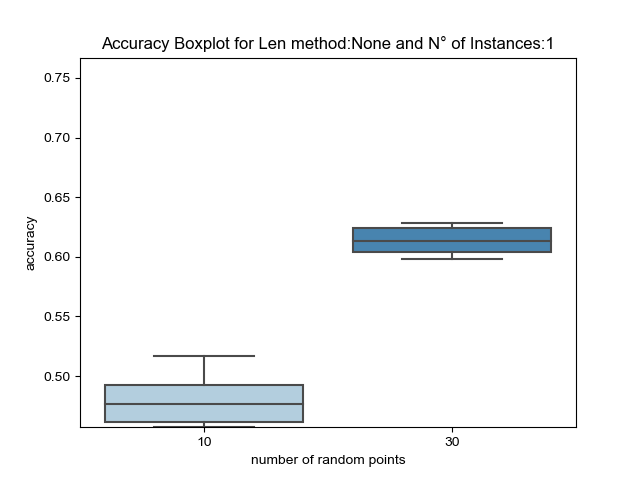 Accuracy Boxplot for Len method:None and N° of Instances:1
0.75
0.70
0.65
0.60
0.55
0.50
accuracy
10 30
number of random points